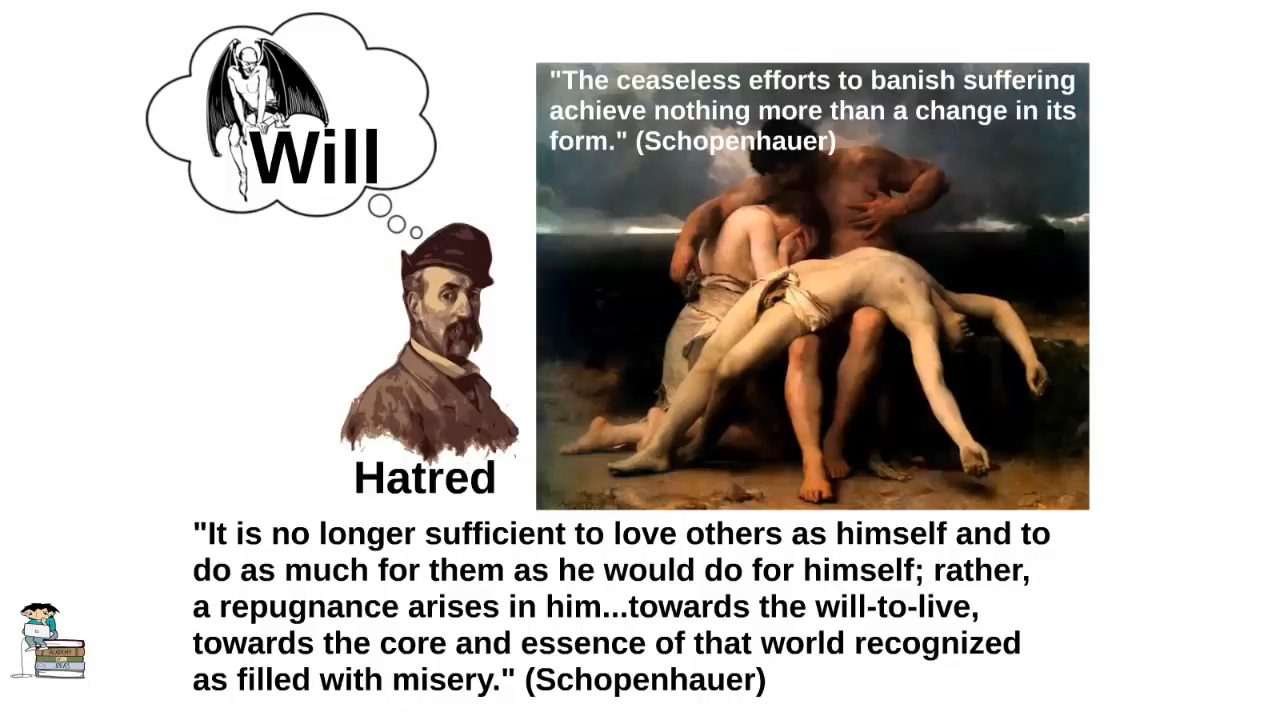 Will
"The ceaseless efforts to banish suffering
achieve nothing more than a change in its
form." (Schopenhauer)
Hatred
"It is no longer sufficient to love others as himself and to
do as much for them as he would do for himself; rather,
a repugnance arises in him...towards the will-to-live,
towards the core and essence of that world recognized
as filled with misery." (Schopenhauer)
ACADEMY
OF
IDEAS